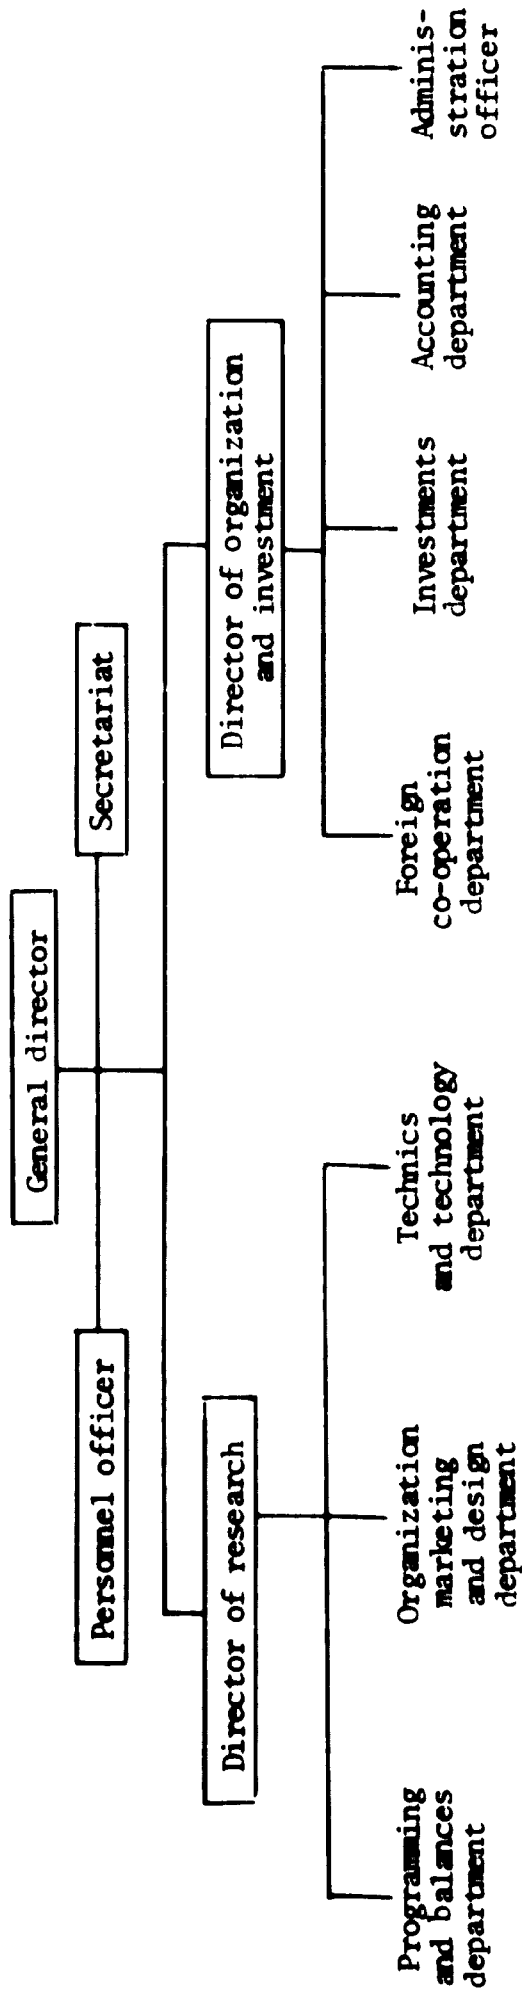 General director
Personnel officer
Secretariat
Director of research
Director of organization
and investment
Programming
and balances
department
Organization
marketing
and design
department
Technics
and technology
department
Foreign
co-operation
department
Investments
department
Accounting
department
Adminis-
stration
officer